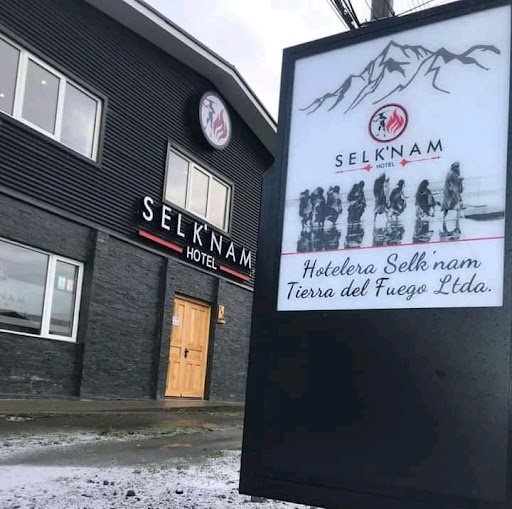 SELK'NAM
HOTEL
SELK'NAM
HOTEL
Hotelera Selk'nam
Tierra del Fuego Ltda.